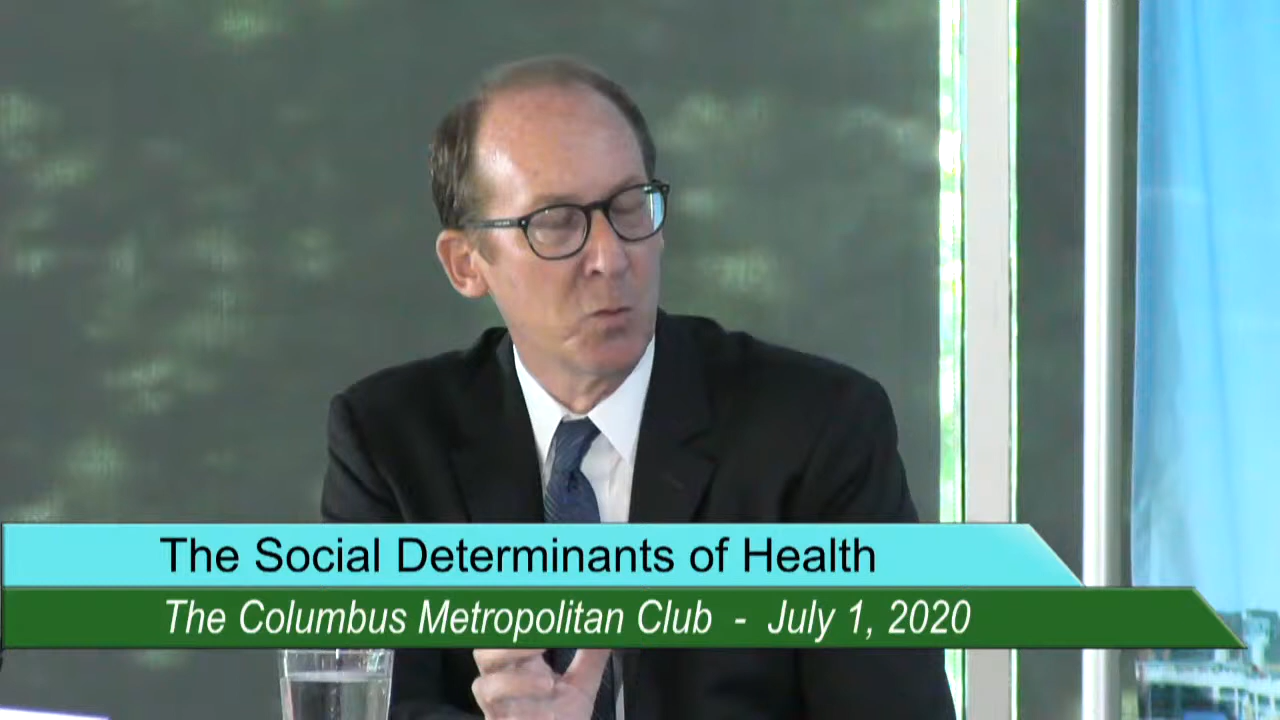 The Social Determinants of Health
The Columbus Metropolitan Club - July 1, 2020